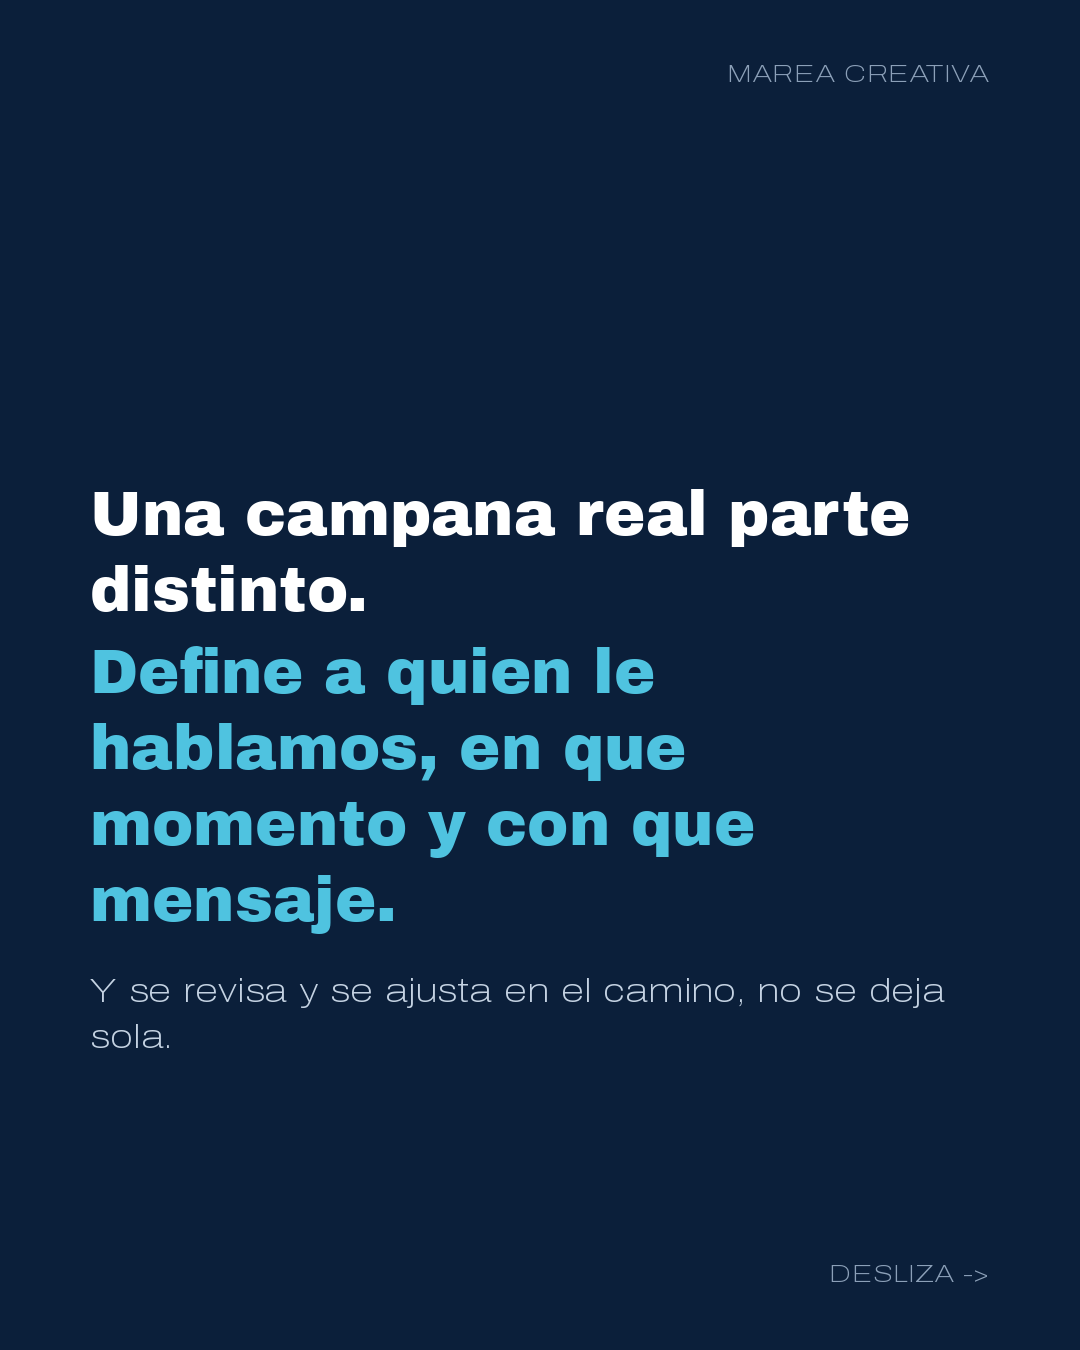 MAREA CREATIVA
Una campana real parte
distinto.
Define a quien le
hablamos, en que
momento y con que
mensaje.
Y se revisa y se ajusta en el camino, no se deja
sola.
DESLIZA ->